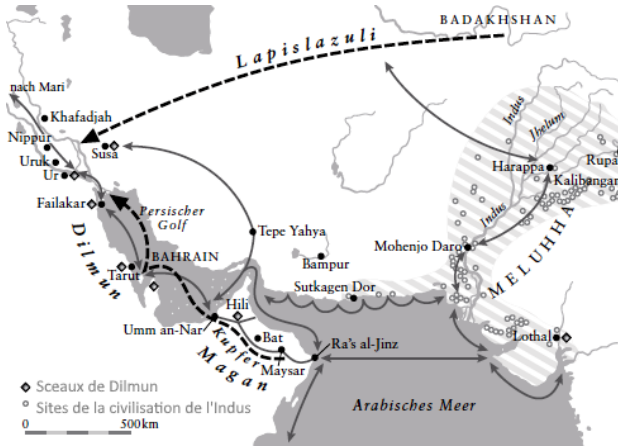 BADAKHSHAN
Lapislazuli
nach Mari
Khafadjah
Nippur
Uruk
Ur
Susa
Indus
Jhelum
Harappa
Rupa
Kalibangan
Failakar
Persischer
Golf
Tepe Yahya
Mohenjo Daro
Indus
MELUHHA
Dilmun
BAHRAIN
Tarut
Bampur
Sutkagen Dor
Hili
Umm an-Nar
Kupfer
Bat
Magan
Maysar
Ra's al-Jinz
Lothal
Sceaux de Dilmun
Sites de la civilisation de l'Indus
Arabisches Meer
0 500km